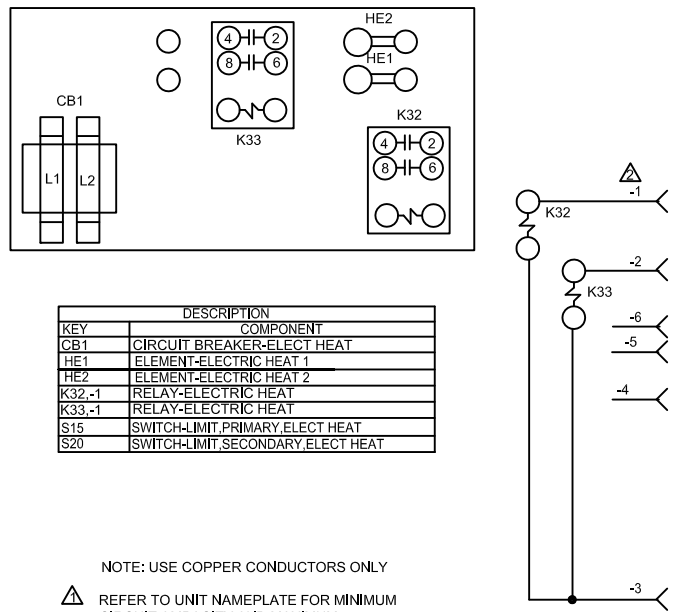 HE2
4 2
8 6
HE1
CB1
K33
K32
L1 L2
4 2
8 6
2
-1
K32
-2
K33
-6
-5
-4
-3
DESCRIPTION
KEY COMPONENT
CB1 CIRCUIT BREAKER-ELECT HEAT
HE1 ELEMENT-ELECTRIC HEAT 1
HE2 ELEMENT-ELECTRIC HEAT 2
K32,-1 RELAY-ELECTRIC HEAT
K33,-1 RELAY-ELECTRIC HEAT
S15 SWITCH-LIMIT,PRIMARY,ELECT HEAT
S20 SWITCH-LIMIT,SECONDARY,ELECT HEAT
NOTE: USE COPPER CONDUCTORS ONLY
1 REFER TO UNIT NAMEPLATE FOR MINIMUM